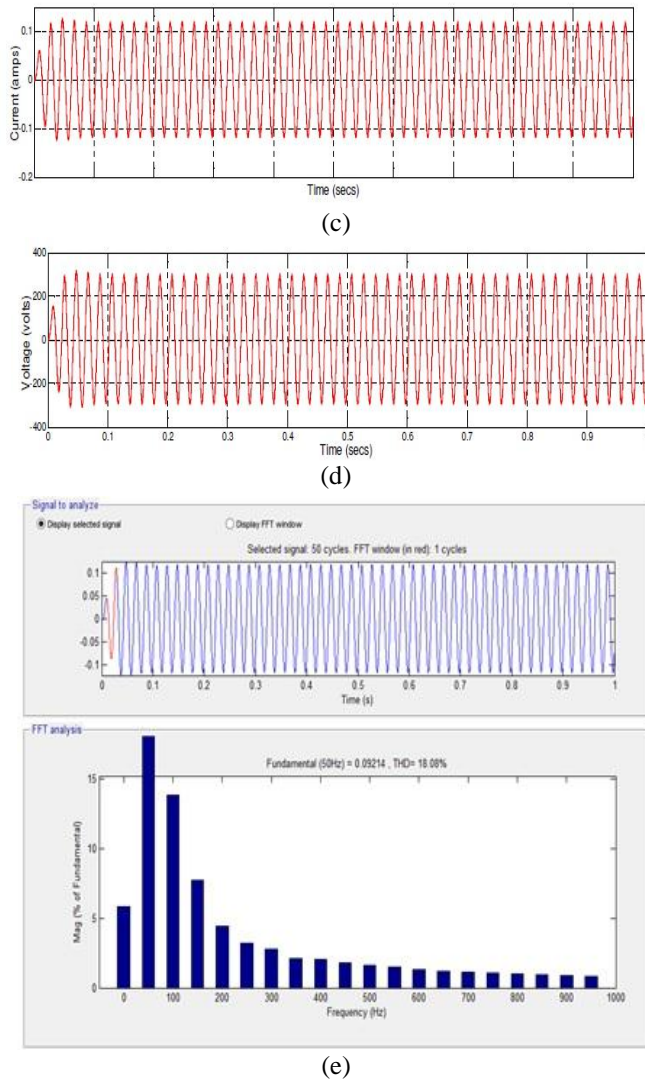 0.1
0
0.1
-0.2
Current (amps)
Time (secs)
(c)
400
200
0
-200
-400
Voltage (volts)
0 0.1 0.2 0.3 0.4 0.5 0.6 0.7 0.8 0.9
Time (secs)
(d)
Signal to analyze
Display selected signal Display FFT window
Selected signal: 50 cycles. FFT window (in red): 1 cycles
0.1
0.05
0
-0.05
-0.1
0 0.1 0.2 0.3 0.4 0.5 0.6 0.7 0.8 0.9 1
Time (s)
FFT analysis
Fundamental (50Hz) = 0.09214 , THD= 18.08%
15
10
5
0
Mag (% of Fundamental)
0 100 200 300 400 500 600 700 800 900 1000
Frequency (Hz)
(e)